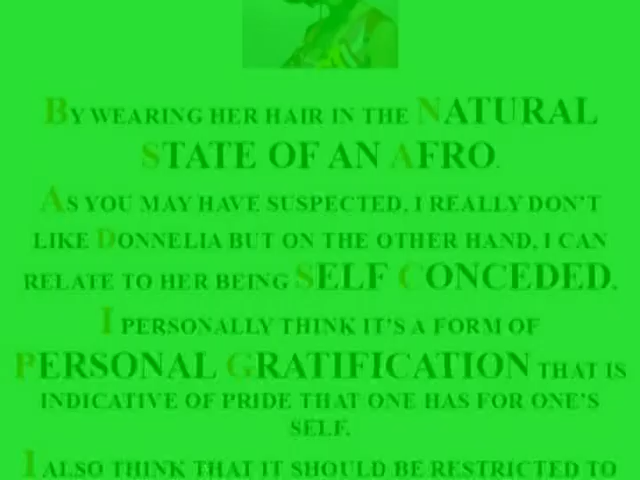 BY WEARING HER HAIR IN THE NATURAL
STATE OF AN AFRO.
AS YOU MAY HAVE SUSPECTED, I REALLY DON'T
LIKE DONNELIA BUT ON THE OTHER HAND, I CAN
RELATE TO HER BEING SELF CONCEDED.
I PERSONALLY THINK IT'S A FORM OF
PERSONAL GRATIFICATION THAT IS
INDICATIVE OF PRIDE THAT ONE HAS FOR ONE'S
SELF.
I ALSO THINK THAT IT SHOULD BE RESTRICTED TO